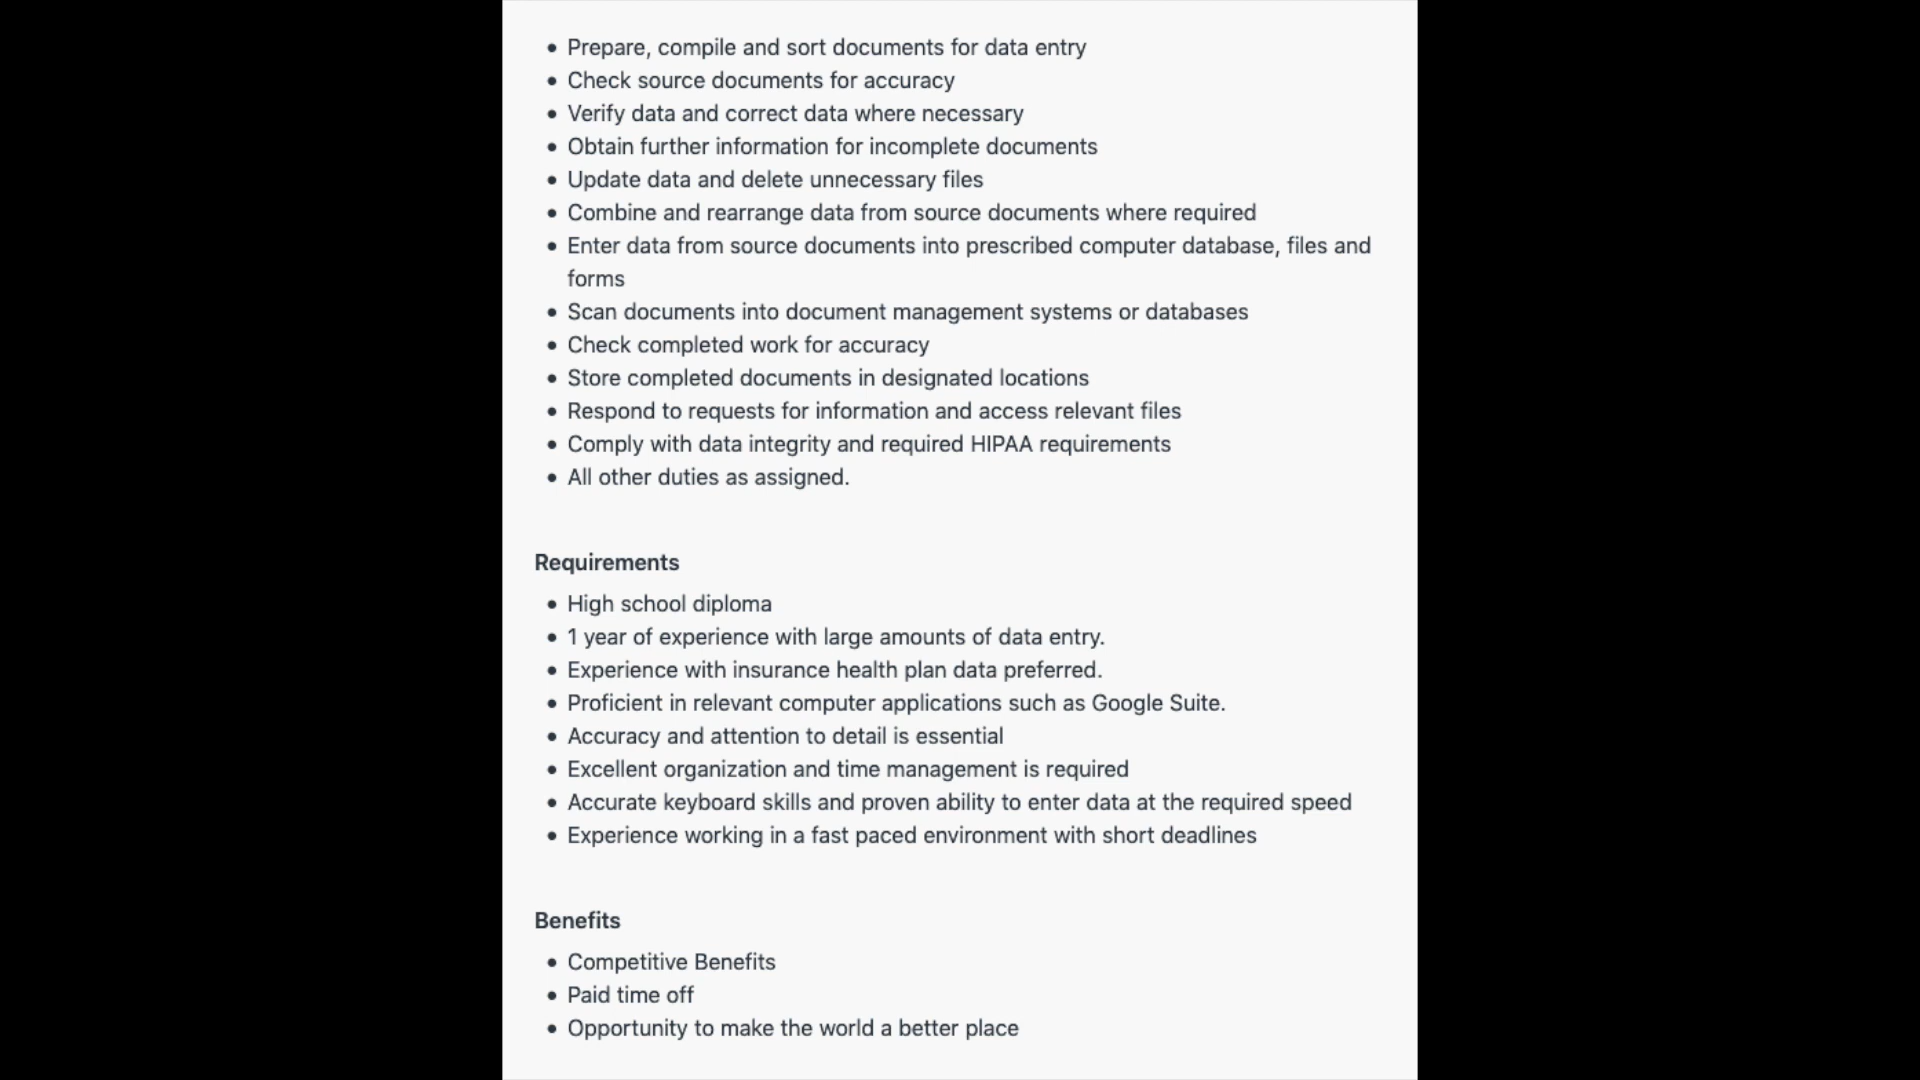 • Prepare, compile and sort documents for data entry
• Check source documents for accuracy
• Verify data and correct data where necessary
• Obtain further information for incomplete documents
• Update data and delete unnecessary files
• Combine and rearrange data from source documents where required
• Enter data from source documents into prescribed computer database, files and
forms
• Scan documents into document management systems or databases
• Check completed work for accuracy
• Store completed documents in designated locations
• Respond to requests for information and access relevant files
• Comply with data integrity and required HIPAA requirements
• All other duties as assigned.
Requirements
• High school diploma
• 1 year of experience with large amounts of data entry.
• Experience with insurance health plan data preferred.
• Proficient in relevant computer applications such as Google Suite.
• Accuracy and attention to detail is essential
• Excellent organization and time management is required
• Accurate keyboard skills and proven ability to enter data at the required speed
• Experience working in a fast paced environment with short deadlines
Benefits
• Competitive Benefits
• Paid time off
• Opportunity to make the world a better place